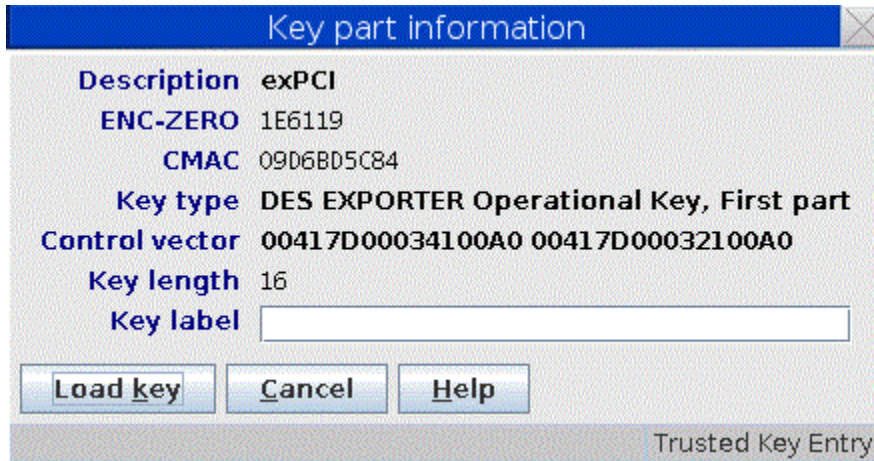 Key part information
Description exPCI
ENC-ZERO 1E6119
CMAC 09D6BD5C84
Key type DES EXPORTER Operational Key, First part
Control vector 00417D00034100A0 00417D00032100A0
Key length 16
Key label
Load key Cancel Help
Trusted Key Entry